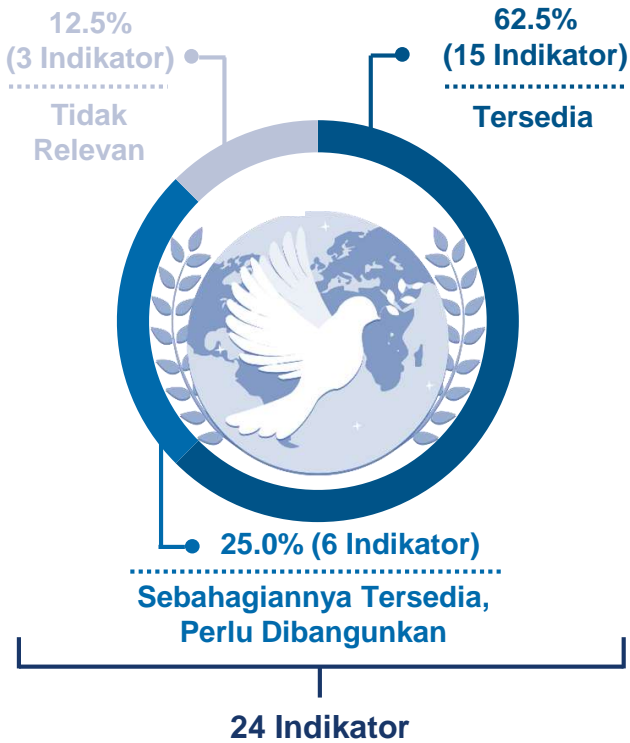 12.5%
(3 Indikator)
Tidak
Relevan
62.5%
(15 Indikator)
Tersedia
25.0% (6 Indikator)
Sebahagiannya Tersedia,
Perlu Dibangunkan
24 Indikator